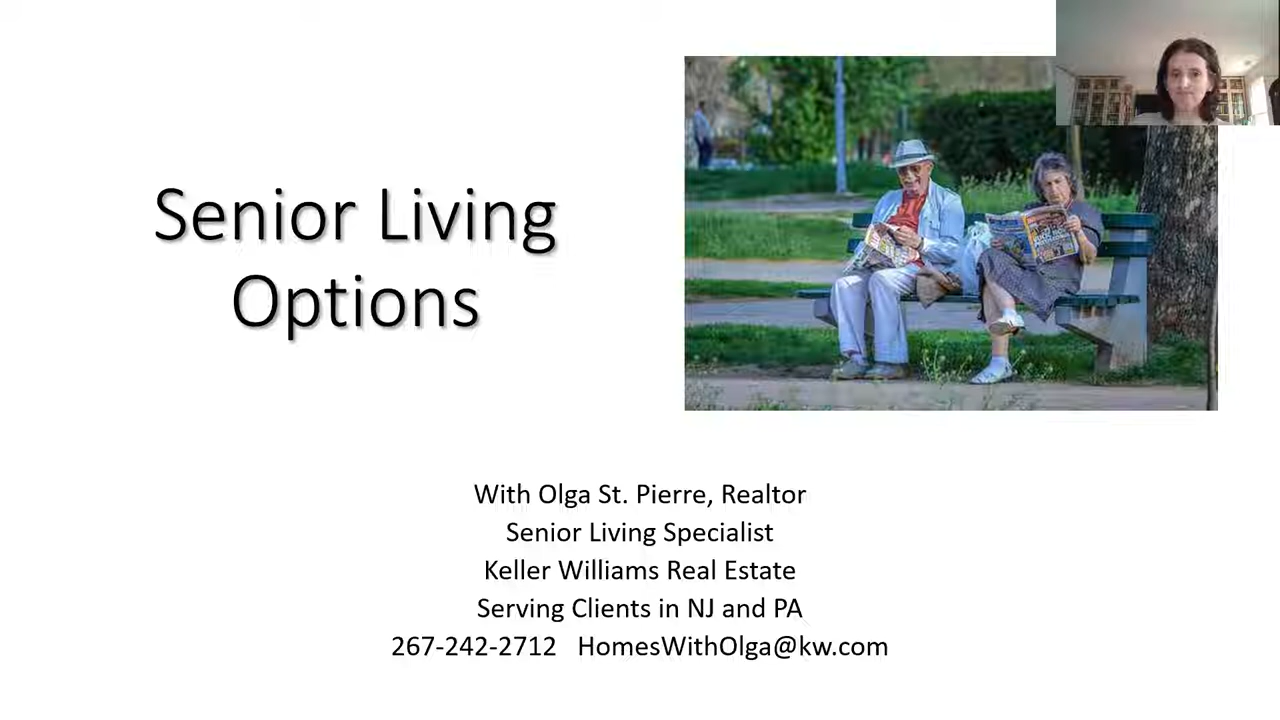 Senior Living
Options
With Olga St. Pierre, Realtor
Senior Living Specialist
Keller Williams Real Estate
Serving Clients in NJ and PA
267-242-2712 HomesWithOlga@kw.com